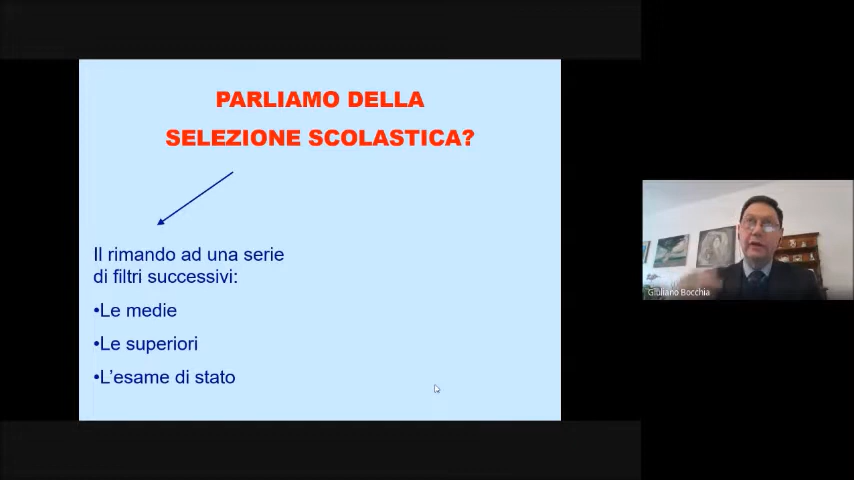 PARLIAMO DELLA
SELEZIONE SCOLASTICA?
Il rimando ad una serie
di filtri successivi:
•Le medie
•Le superiori
•L'esame di stato
Giuliano Bocchia